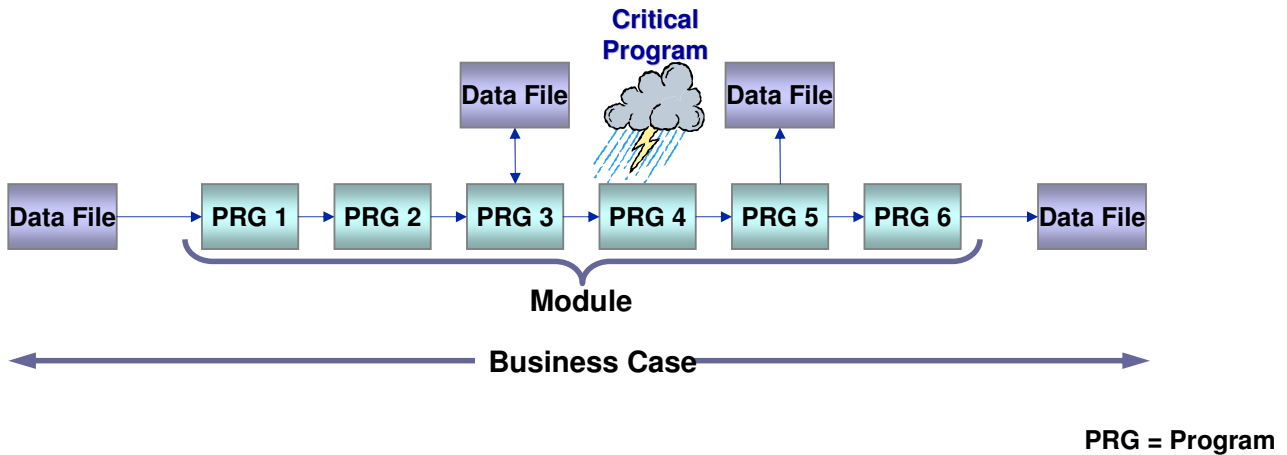 Critical
Program
Data File
Data File
Data File
PRG 1
PRG 2
PRG 3
PRG 4
PRG 5
PRG 6
Data File
Module
Business Case
PRG = Program